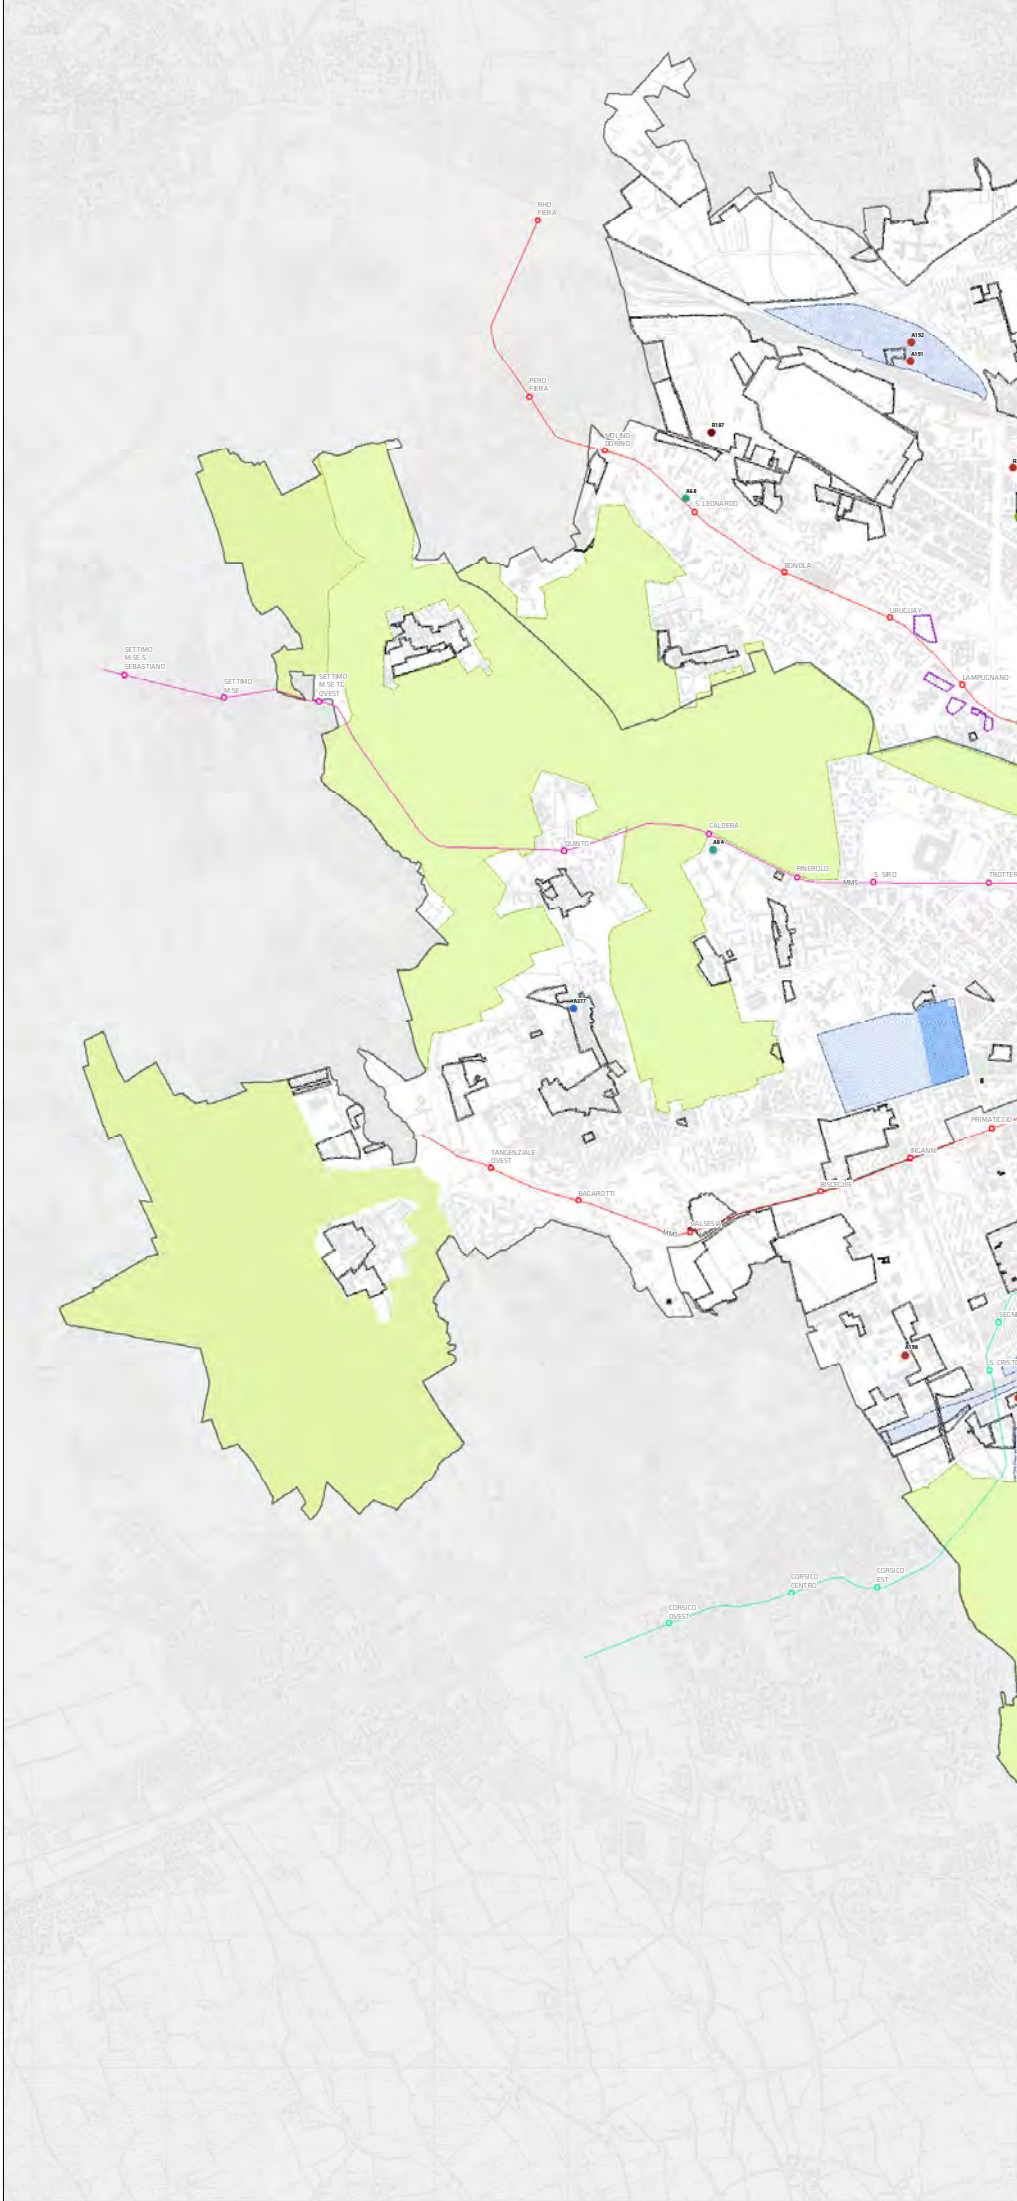 RHO
FIERA
A192
A191
PERO
FIERA
R187
MOLINO
DORINO
A68
S. LEONARDO
BONOLA
URUGUAY
SETTIMO
M.SE S.
SEBASTIANO
SETTIMO
M.SE
SETTIMO
M.SE TG
OVEST
LAMPUGNANO
CALDERA
QUINTO
A84
PINEROLO
MM5
S. SIRO
TROTTER
A377
PRIMATICCIO
INGANNI
TANGENZIALE
OVEST
BAGAROTTI
BISCEGLIE
VALSESIA
MM1
SEGNE
A198
S. CRISTO
CORSICO
EST
CORSICO
CENTRO
CORSICO
OVEST